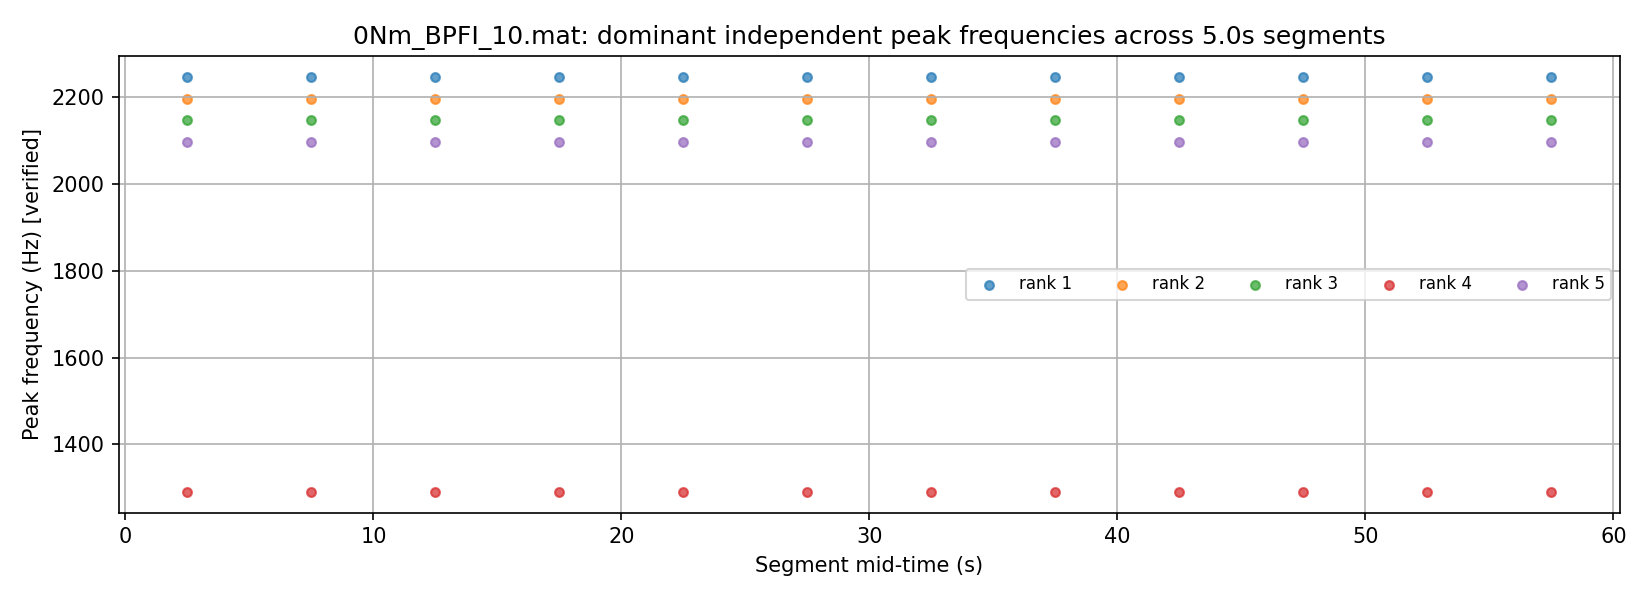 0Nm_BPFI_10.mat: dominant independent peak frequencies across 5.0s segments
Peak frequency (Hz) [verified]
2200
2000
1800
1600
1400
rank 1 rank 2 rank 3 rank 4 rank 5
0 10 20 30 40 50 60
Segment mid-time (s)